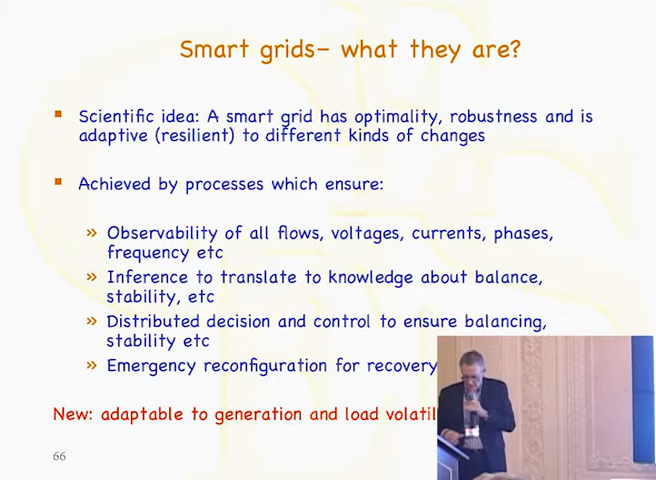 Smart grids– what they are?
Scientific idea: A smart grid has optimality, robustness and is
adaptive (resilient) to different kinds of changes
Achieved by processes which ensure:
» Observability of all flows, voltages, currents, phases,
frequency etc
» Inference to translate to knowledge about balance,
stability, etc
» Distributed decision and control to ensure balancing,
stability etc
» Emergency reconfiguration for recovery
New: adaptable to generation and load
66